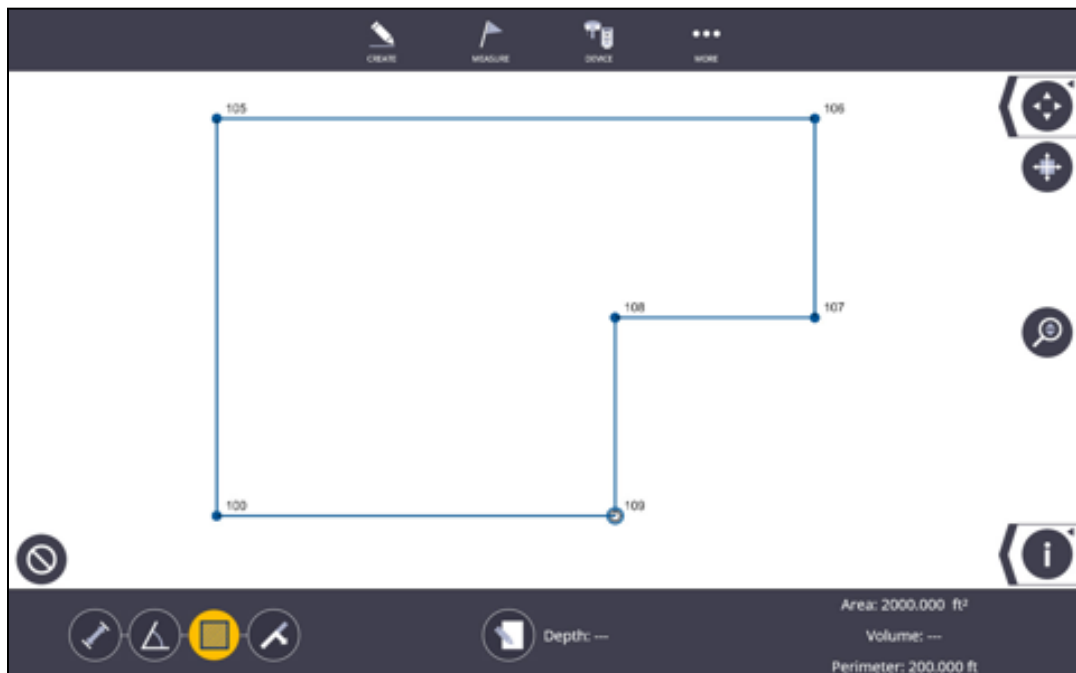 CREATE
MEASURE
DEVICE
MORE
105
106
108
107
100
109
Depth: ---
Area: 2000.000 ft²
Volume: ---
Perimeter: 200.000 ft